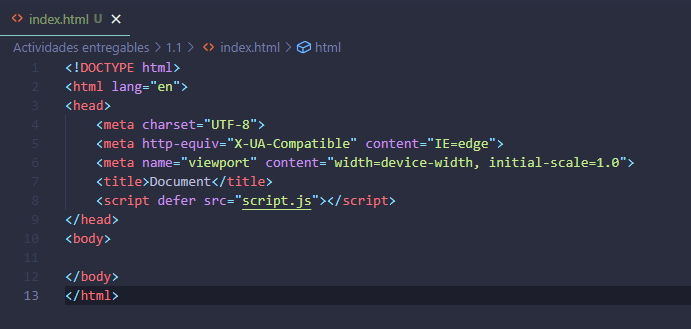 <> index.html U ×
Actividades entregables > 1.1 > <> index.html > html
1 <!DOCTYPE html>
2 <html lang="en">
3 <head>
4     <meta charset="UTF-8">
5     <meta http-equiv="X-UA-Compatible" content="IE=edge">
6     <meta name="viewport" content="width=device-width, initial-scale=1.0">
7     <title>Document</title>
8     <script defer src="script.js"></script>
9 </head>
10 <body>
11
12 </body>
13 </html>